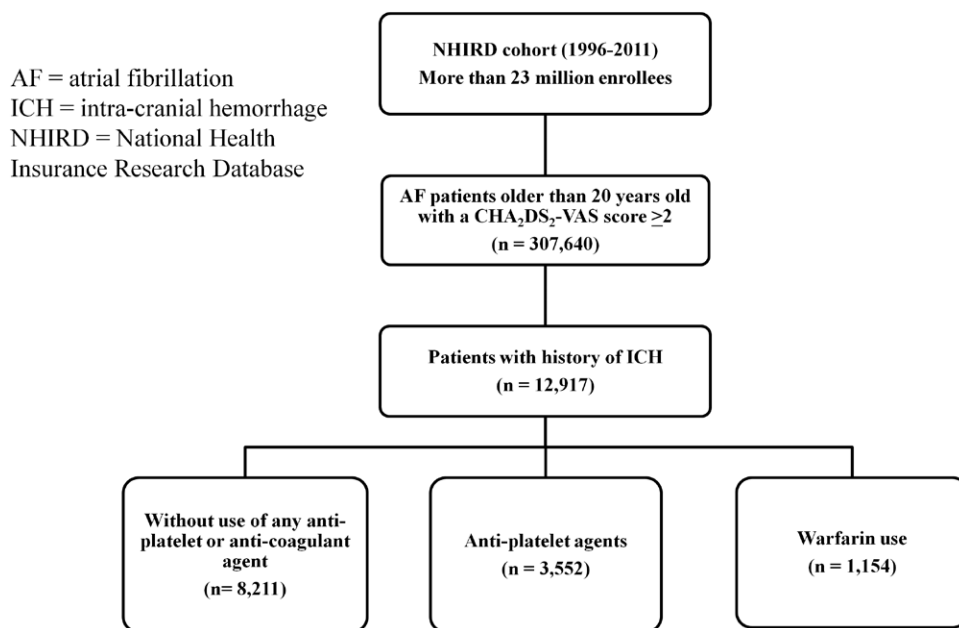 AF = atrial fibrillation
ICH = intra-cranial hemorrhage
NHIRD = National Health
Insurance Research Database
NHIRD cohort (1996-2011)
More than 23 million enrollees
AF patients older than 20 years old
with a CHA₂DS₂-VAS score ≥2
(n = 307,640)
Patients with history of ICH
(n = 12,917)
Without use of any anti-
platelet or anti-coagulant
agent
(n= 8,211)
Anti-platelet agents
(n = 3,552)
Warfarin use
(n = 1,154)